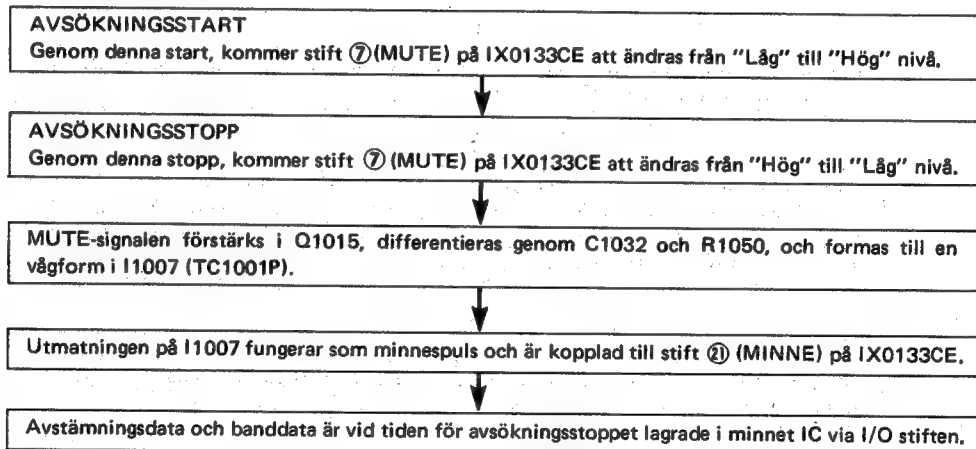 AVSÖKNINGSSTART
Genom denna start, kommer stift ⑦(MUTE) på IX0133CE att ändras från "Låg" till "Hög" nivå.
AVSÖKNINGSSTOPP
Genom denna stopp, kommer stift ⑦ (MUTE) på IX0133CE att ändras från "Hög" till "Låg" nivå.
MUTE-signalen förstärks i Q1015, differentieras genom C1032 och R1050, och formas till en
vågform i I1007 (TC1001P).
Utmatningen på I1007 fungerar som minnespuls och är kopplad till stift ㉑ (MINNE) på IX0133CE.
Avstämningsdata och banddata är vid tiden för avsökningsstoppet lagrade i minnet IC via I/O stiften.